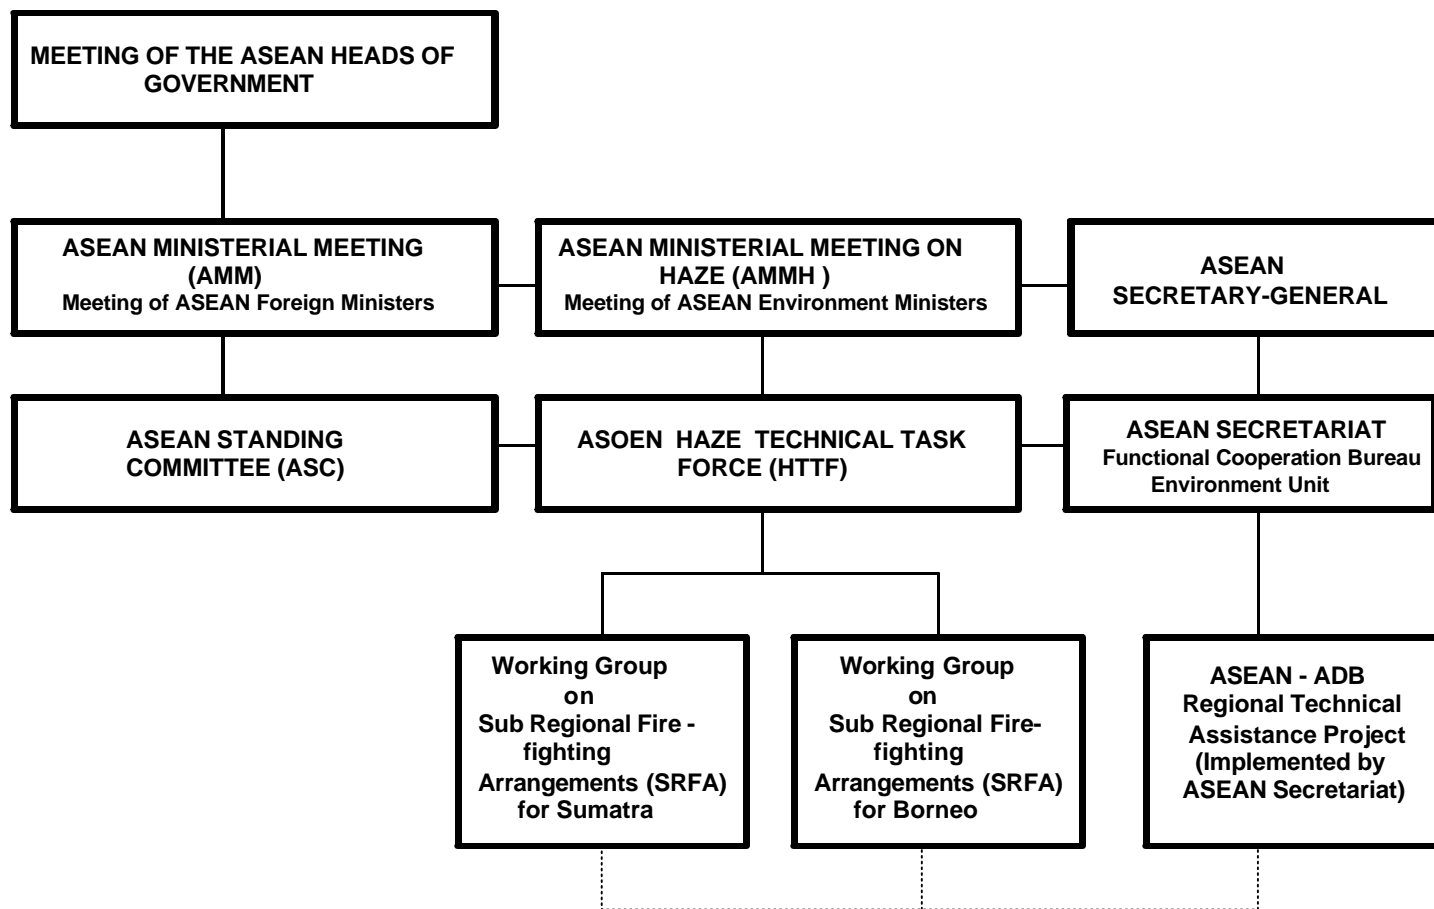 MEETING OF THE ASEAN HEADS OF
GOVERNMENT
ASEAN MINISTERIAL MEETING
(AMM)
Meeting of ASEAN Foreign Ministers
ASEAN MINISTERIAL MEETING ON
HAZE (AMMH )
Meeting of ASEAN Environment Ministers
ASEAN
SECRETARY-GENERAL
ASEAN STANDING
COMMITTEE (ASC)
ASOEN HAZE TECHNICAL TASK
FORCE (HTTF)
ASEAN SECRETARIAT
Functional Cooperation Bureau
Environment Unit
Working Group
on
Sub Regional Fire -
fighting
Arrangements (SRFA)
for Sumatra
Working Group
on
Sub Regional Fire-
fighting
Arrangements (SRFA)
for Borneo
ASEAN - ADB
Regional Technical
Assistance Project
(Implemented by
ASEAN Secretariat)